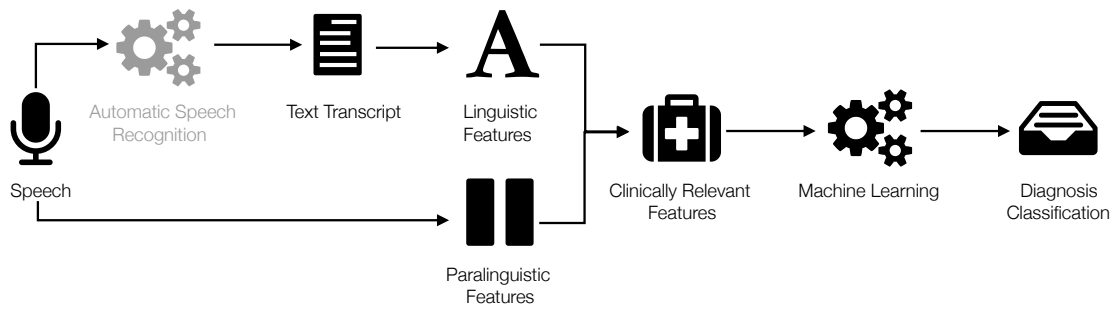 Automatic Speech
Recognition
Text Transcript
A
Linguistic
Features
Speech
Clinically Relevant
Features
Machine Learning
Diagnosis
Classification
Paralinguistic
Features